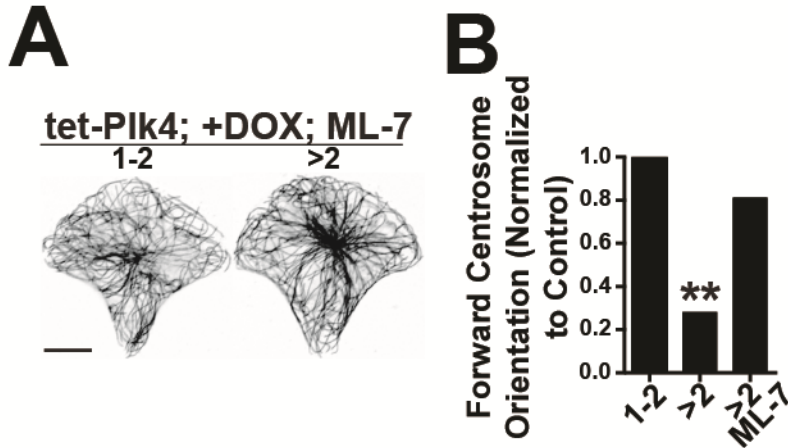 A
tet-Plk4; +DOX; ML-7
1-2
>2
B
Forward Centrosome
Orientation (Normalized
to Control)
1.0
0.8
0.6
0.4
0.2
0.0
**
1-2
>2
>2
ML-7